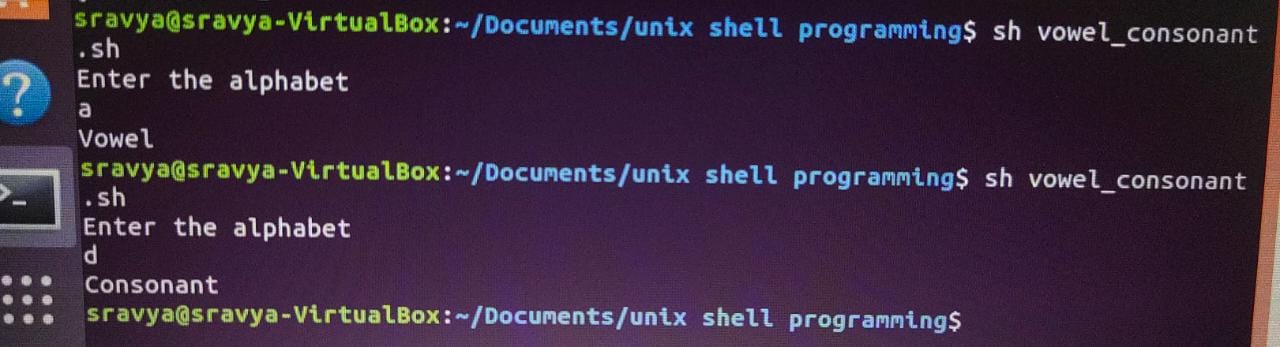 sravya@sravya-VirtualBox:~/Documents/unix shell programming$ sh vowel_consonant
.sh
Enter the alphabet
a
Vowel
sravya@sravya-VirtualBox:~/Documents/unix shell programming$ sh vowel_consonant
.sh
Enter the alphabet
d
Consonant
sravya@sravya-VirtualBox:~/Documents/unix shell programming$